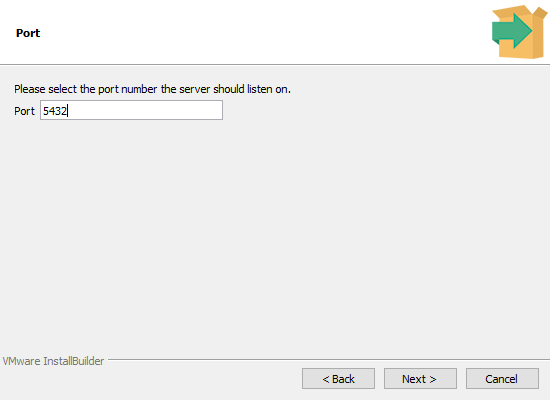 Port
Please select the port number the server should listen on.
Port 5432
VMware InstallBuilder
< Back Next > Cancel